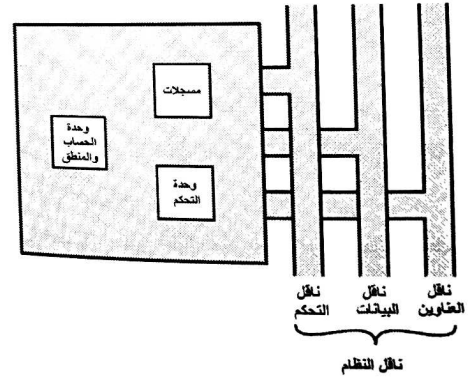 مسجلات
وحدة
الحساب
والمنطق
وحدة
التحكم
ناقل
العناوين
ناقل
البيانات
ناقل
التحكم
ناقل النظام